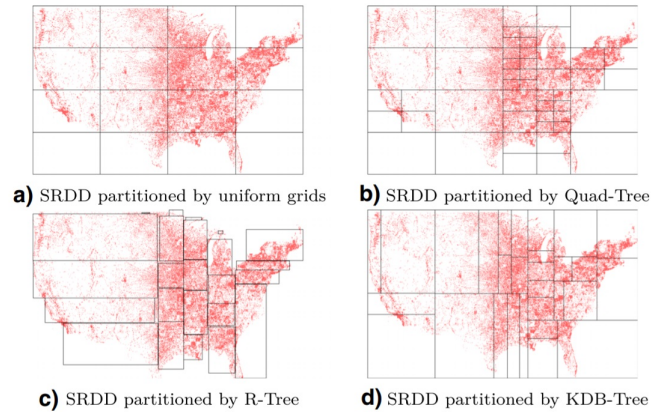 a) SRDD partitioned by uniform grids
b) SRDD partitioned by Quad-Tree
c) SRDD partitioned by R-Tree
d) SRDD partitioned by KDB-Tree